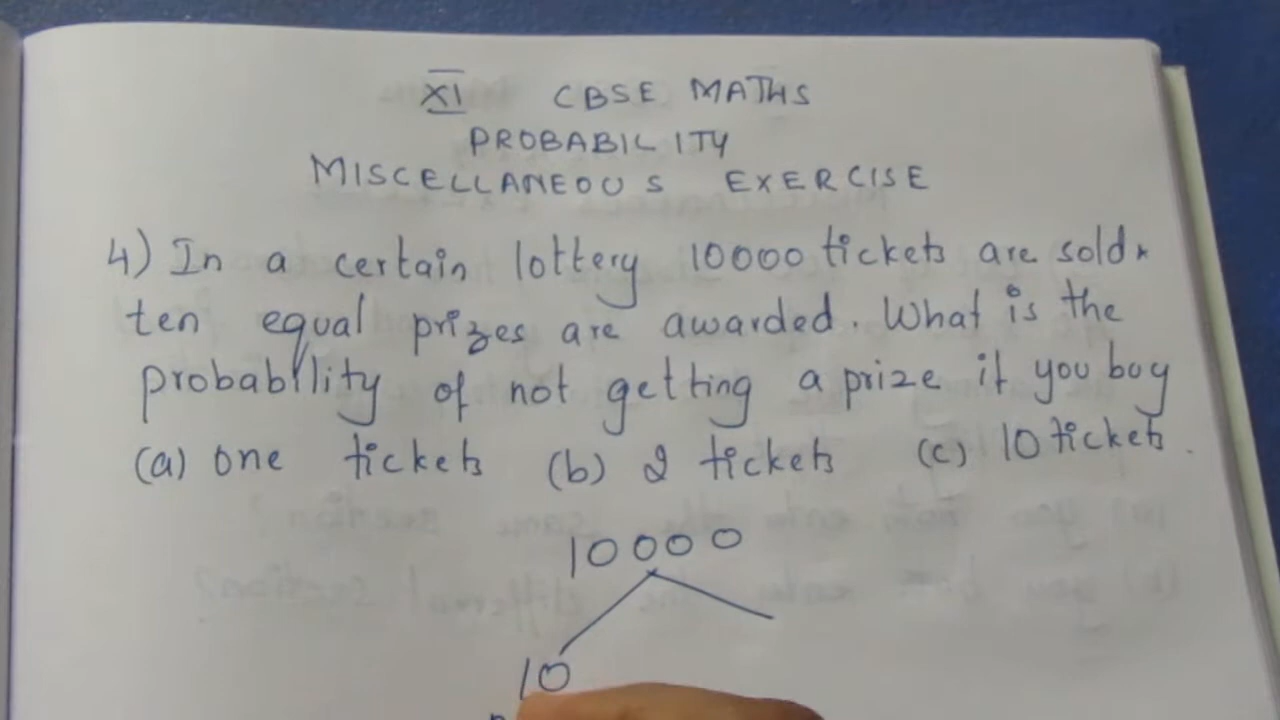 XI CBSE MATHS
PROBABILITY
MISCELLANEOUS EXERCISE
4) In a certain lottery 10000 tickets are sold &
ten equal prizes are awarded. What is the
probability of not getting a prize if you buy
(a) one tickets (b) 2 tickets (c) 10 tickets.
10000
10